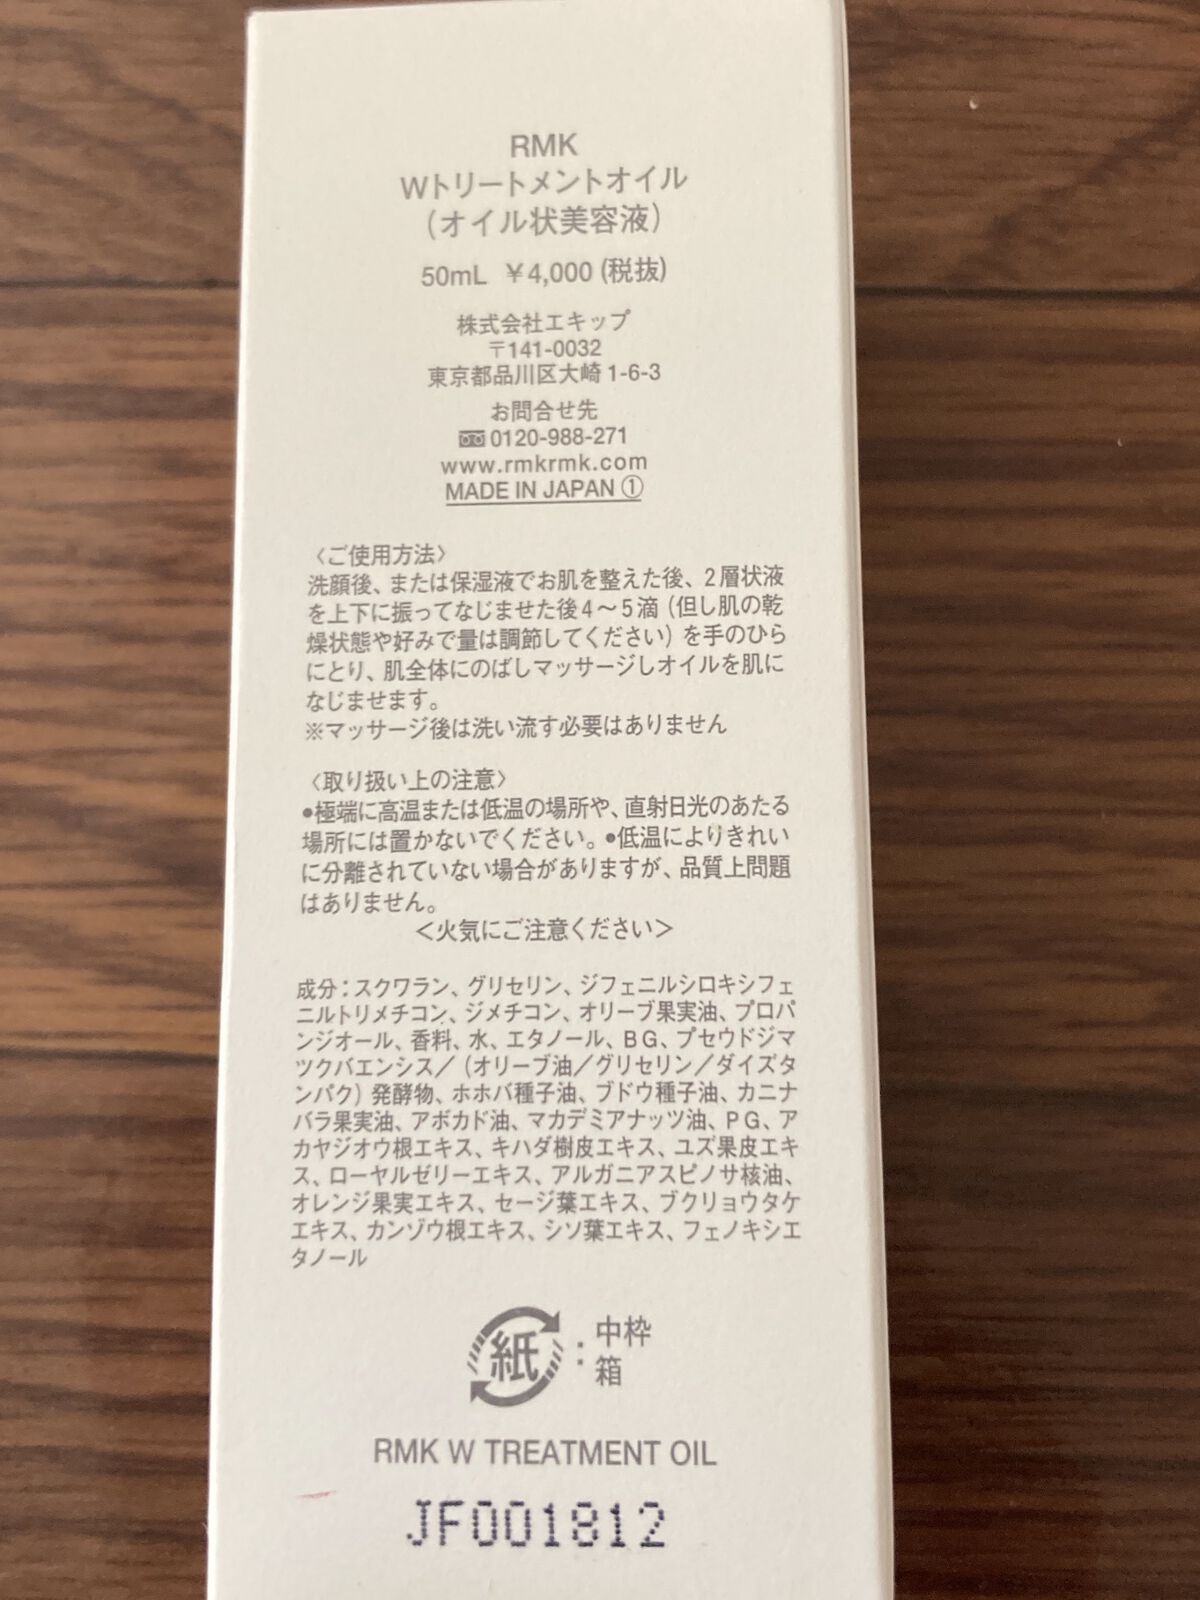 RMK
Wトリートメントオイル
（オイル状美容液）
50mL ￥4,000（税抜）
株式会社エキップ
〒141-0032
東京都品川区大崎1-6-3
お問合せ先
0120-988-271
www.rmkrmk.com
MADE IN JAPAN ①
〈ご使用方法〉
洗顔後、または保湿液でお肌を整えた後、2層状液
を上下に振ってなじませた後4～5滴（但し肌の乾
燥状態や好みで量は調節してください）を手のひら
にとり、肌全体にのばしマッサージしオイルを肌に
なじませます。
※マッサージ後は洗い流す必要はありません
〈取り扱い上の注意〉
●極端に高温または低温の場所や、直射日光のあたる
場所には置かないでください。●低温によりきれい
に分離されていない場合がありますが、品質上問題
はありません。
＜火気にご注意ください＞
成分：スクワラン、グリセリン、ジフェニルシロキシフェ
ニルトリメチコン、ジメチコン、オリーブ果実油、プロパ
ンジオール、香料、水、エタノール、BG、プセウドジマ
ツクバエンシス／（オリーブ油／グリセリン／ダイズタ
ンパク）発酵物、ホホバ種子油、ブドウ種子油、カニナ
バラ果実油、アボカド油、マカデミアナッツ油、PG、ア
カヤジオウ根エキス、キハダ樹皮エキス、ユズ果皮エキ
ス、ローヤルゼリーエキス、アルガニアスピノサ核油、
オレンジ果実エキス、セージ葉エキス、ブクリョウタケ
エキス、カンゾウ根エキス、シソ葉エキス、フェノキシエ
タノール
紙：中枠
箱
RMK W TREATMENT OIL
JF001812